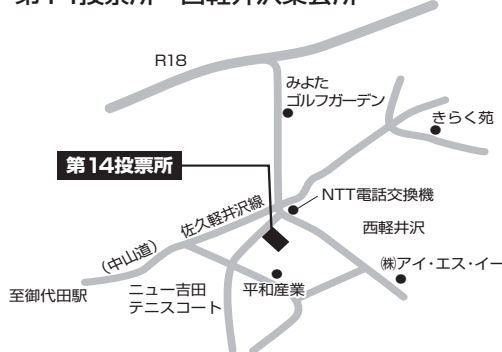 第14投票所 西軽井沢集会所
R18
みよた
ゴルフガーデン
きらく苑
第14投票所
NTT電話交換機
佐久軽井沢線
西軽井沢
(中山道)
㈱アイ・エス・イー
至御代田駅
ニュー吉田
テニスコート
平和産業